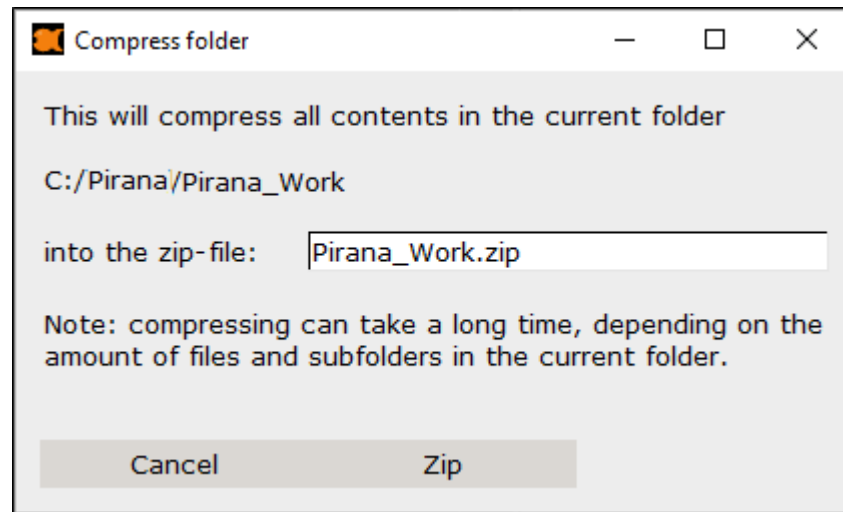 Compress folder
This will compress all contents in the current folder
C:/Pirana/Pirana_Work
into the zip-file: Pirana_Work.zip
Note: compressing can take a long time, depending on the
amount of files and subfolders in the current folder.
Cancel Zip